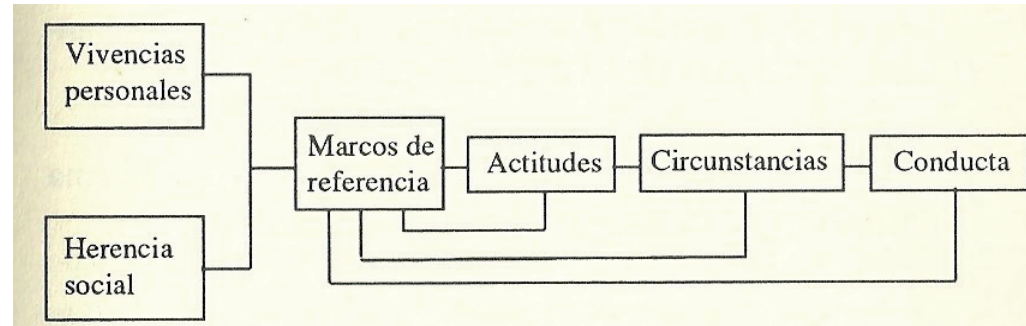 Vivencias
personales
Marcos de
referencia
Actitudes
Circunstancias
Conducta
Herencia
social